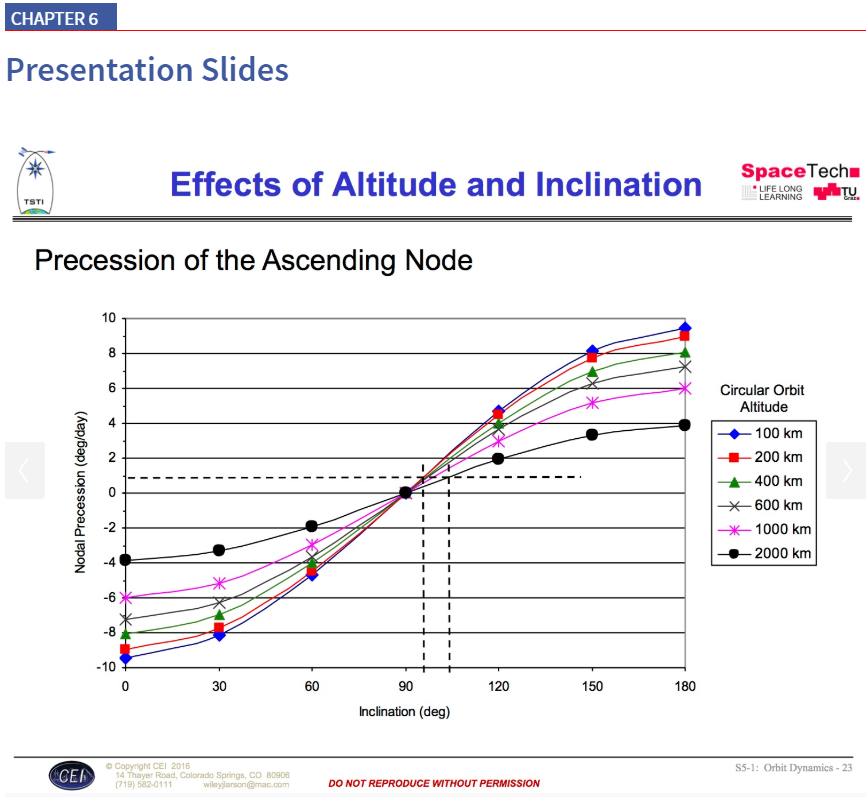 CHAPTER 6
Presentation Slides
TSTI
Effects of Altitude and Inclination
SpaceTech
LIFE LONG
LEARNING
TU
Graz
Precession of the Ascending Node
Nodal Precession (deg/day)
10
8
6
4
2
0
-2
-4
-6
-8
-10
0 30 60 90 120 150 180
Inclination (deg)
Circular Orbit
Altitude
100 km
200 km
400 km
600 km
1000 km
2000 km
CEI
© Copyright CEI 2016
14 Thayer Road, Colorado Springs, CO 80906
(719) 582-0111 wileyjlarson@mac.com
DO NOT REPRODUCE WITHOUT PERMISSION
S5-1: Orbit Dynamics - 23